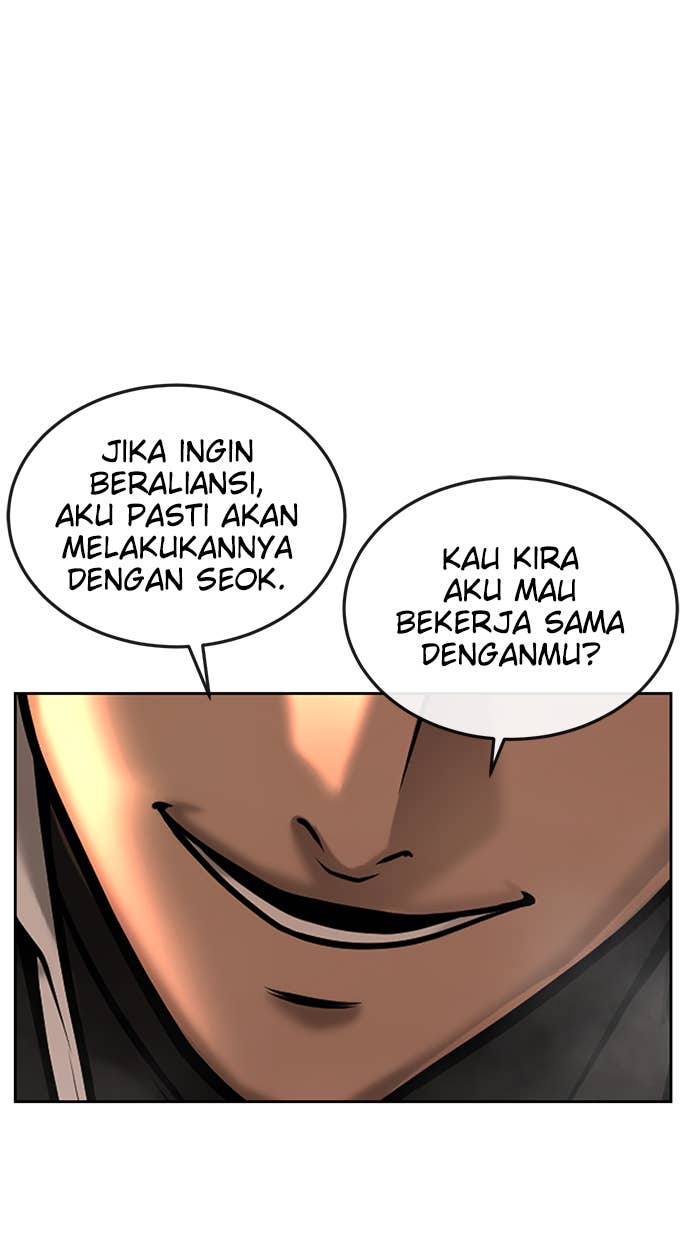 JIKA INGIN
BERALIANSI,
AKU PASTI AKAN
MELAKUKANNYA
DENGAN SEOK.
KAU KIRA
AKU MAU
BEKERJA SAMA
DENGANMU?